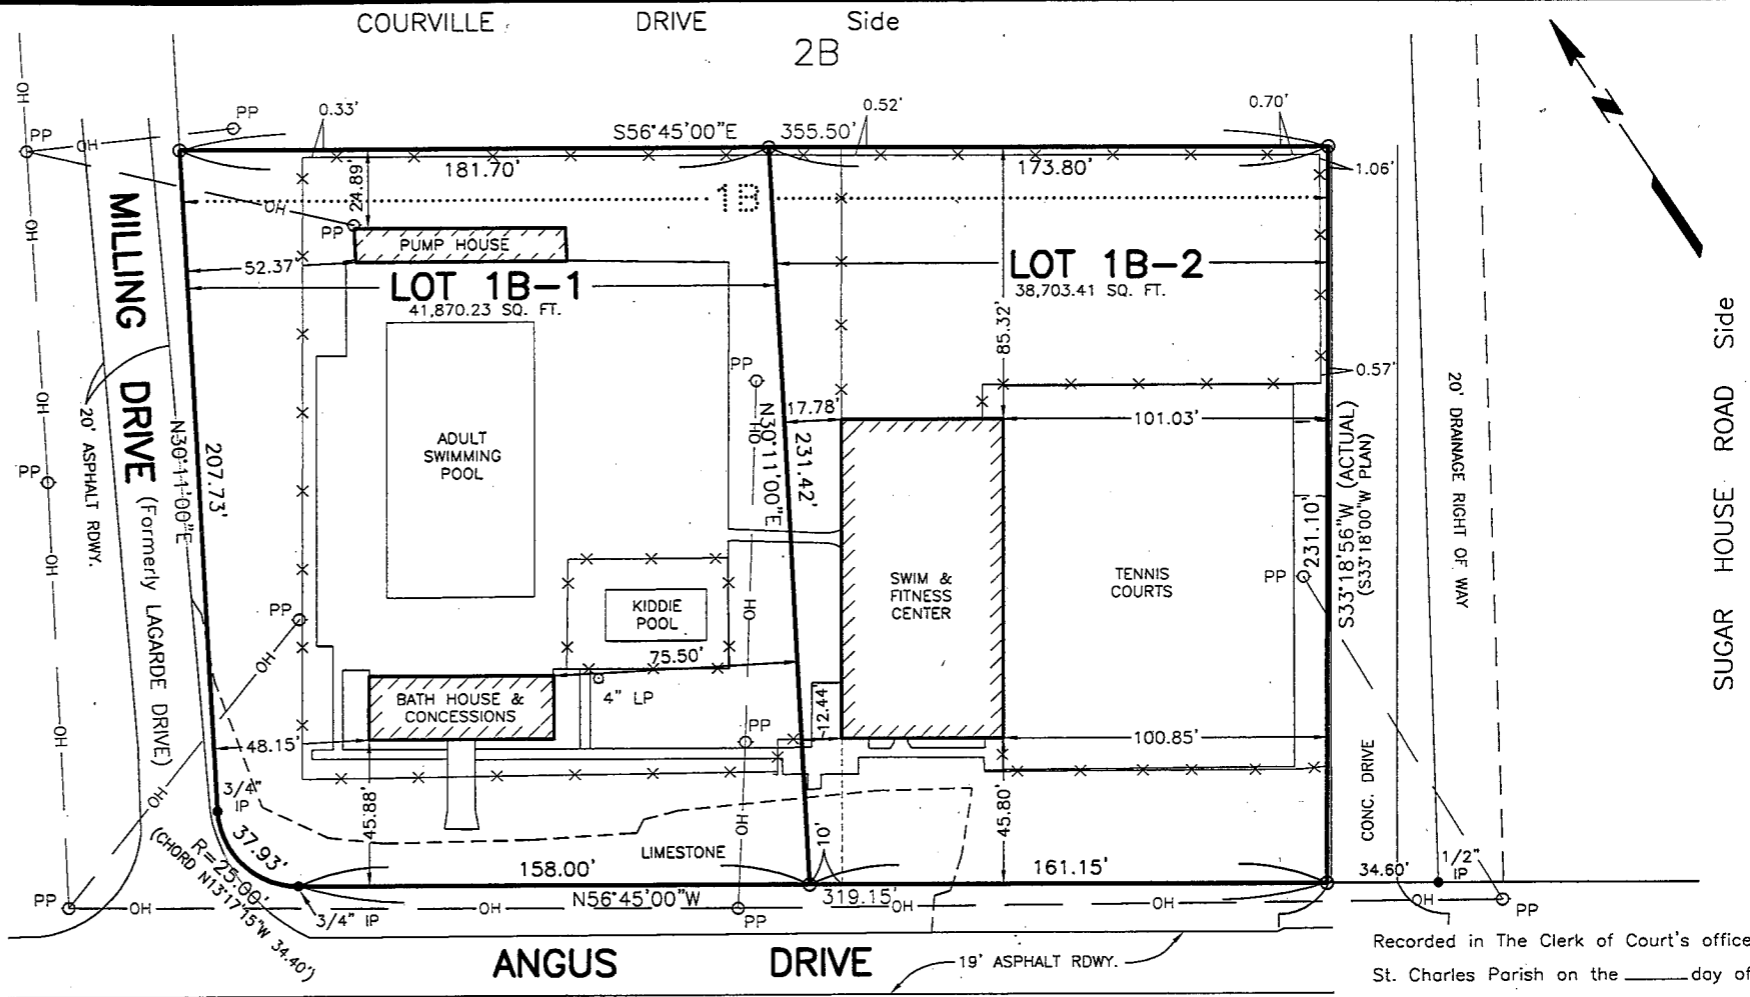 COURVILLE DRIVE Side
2B
OH
PP
OH
PP
0.33'
S56°45'00"E 355.50'
0.52'
0.70'
181.70'
173.80'
1.06'
24.89'
1B
OH
PP
OH
PUMP HOUSE
52.37'
LOT 1B-1
41,870.23 SQ. FT.
LOT 1B-2
38,703.41 SQ. FT.
85.32'
0.57'
MILLING DRIVE (Formerly LAGARDE DRIVE)
20' ASPHALT RDWY.
N30°11'00"E
207.73'
OH
PP
OH
PP
OH
N30°11'00"E
231.42'
17.78'
101.03'
ADULT
SWIMMING
POOL
SWIM &
FITNESS
CENTER
TENNIS
COURTS
KIDDIE
POOL
OH
75.50'
PP
231.10'
S33°18'56"W (ACTUAL)
(S33°18'00"W PLAN)
20' DRAINAGE RIGHT OF WAY
SUGAR HOUSE ROAD Side
PP
OH
BATH HOUSE &
CONCESSIONS
4" LP
12.44'
PP
48.15'
100.85'
OH
OH
3/4"
IP
45.88'
OH
10'
45.80'
CONC. DRIVE
37.93'
R=25.00'
(CHORD N13°17'15"W 34.40')
158.00'
LIMESTONE
161.15'
34.60'
1/2"
IP
N56°45'00"W 319.15'
PP
OH
3/4" IP
OH
PP
OH
OH
OH
PP
ANGUS DRIVE
19' ASPHALT RDWY.
Recorded in The Clerk of Court's office
St. Charles Parish on the ______day of